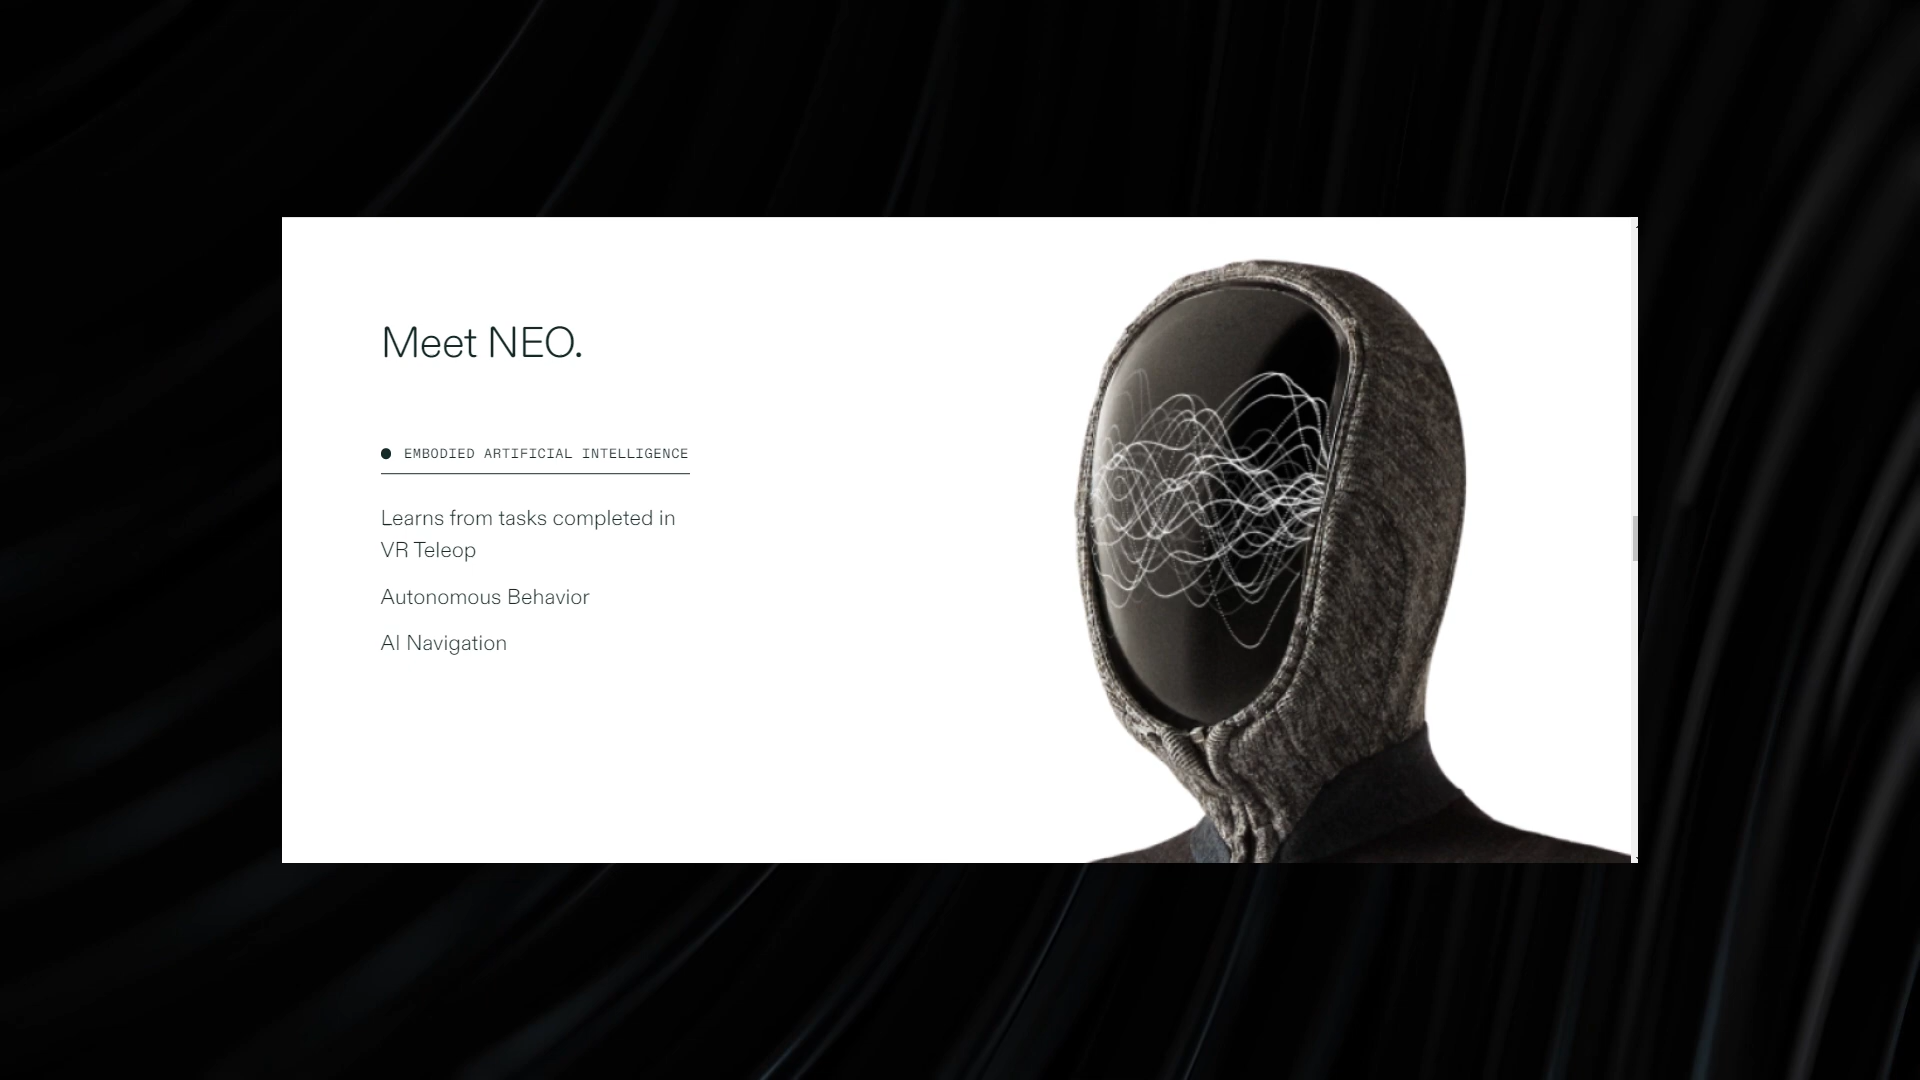 Meet NEO.
EMBODIED ARTIFICIAL INTELLIGENCE
Learns from tasks completed in
VR Teleop
Autonomous Behavior
AI Navigation